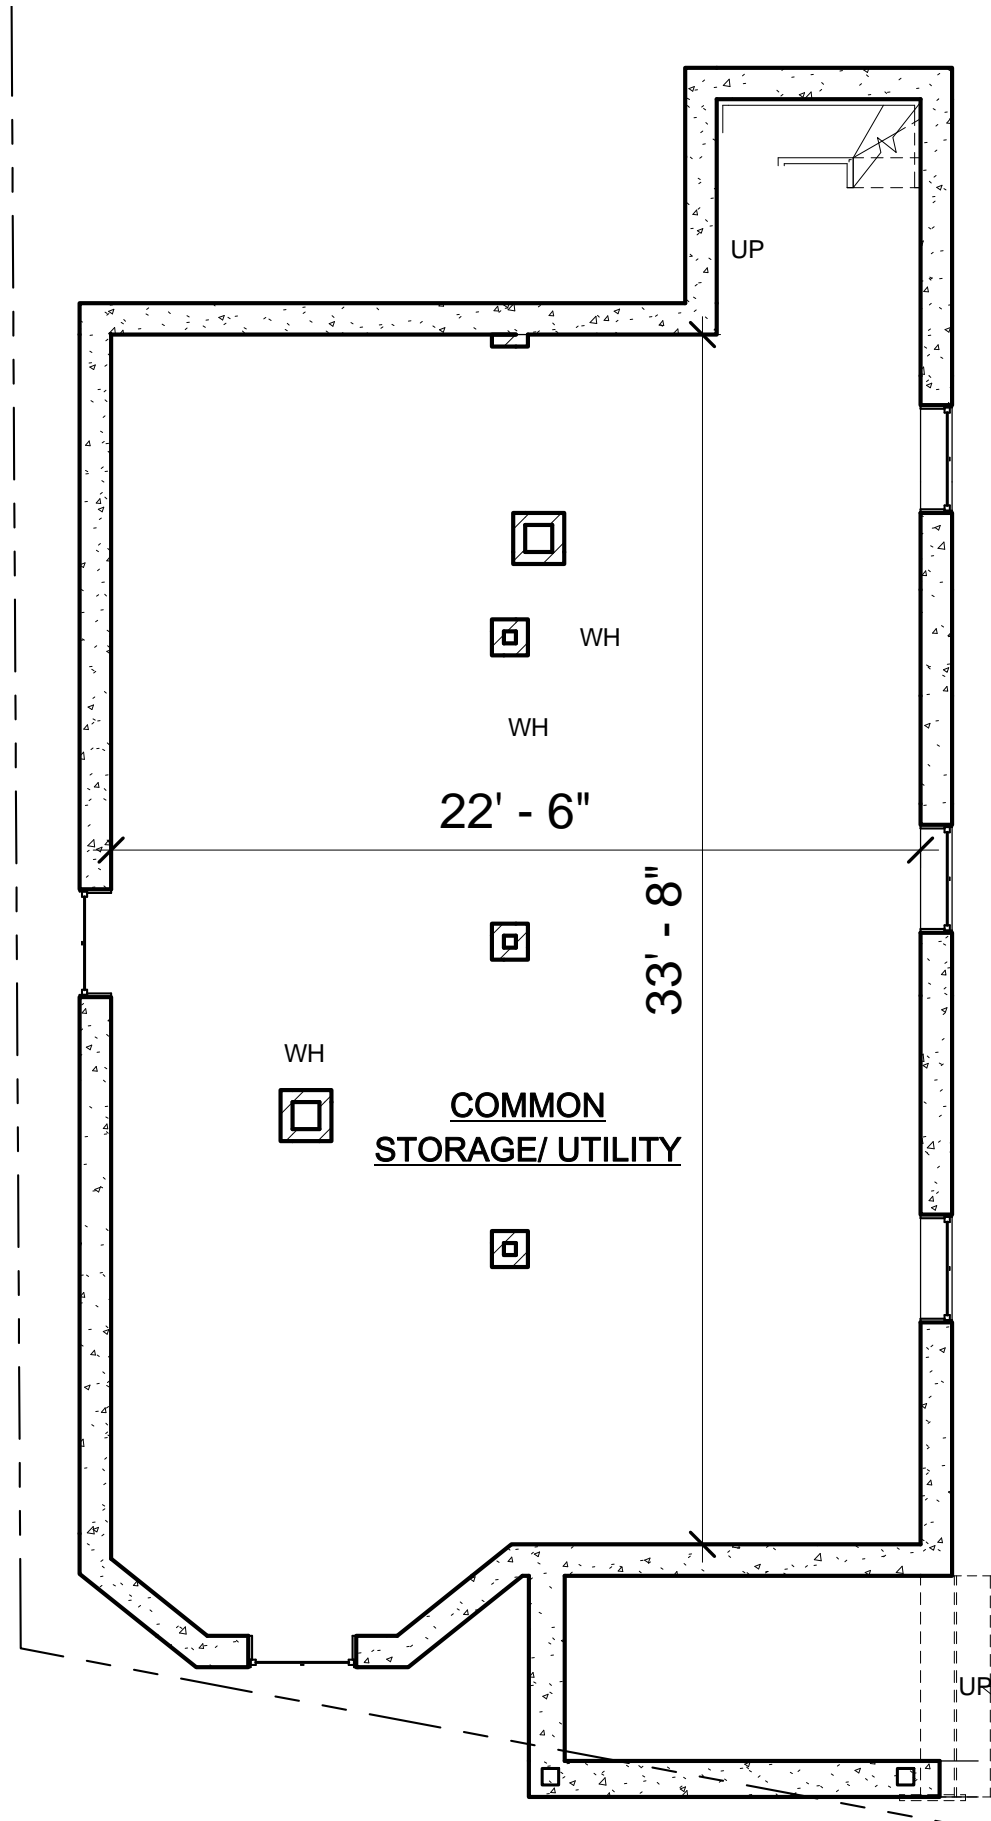 UP
WH
WH
22' - 6"
33' - 8"
WH
COMMON
STORAGE/ UTILITY
UP